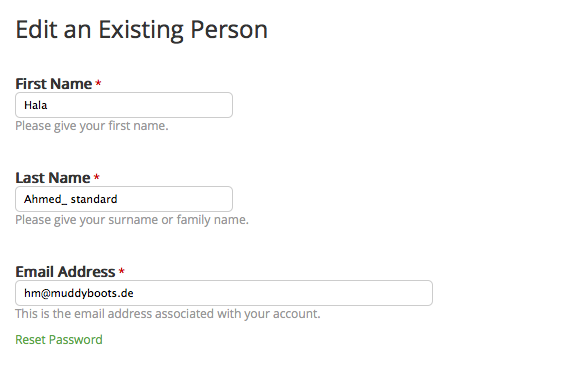 Edit an Existing Person
First Name *
Hala
Please give your first name.
Last Name *
Ahmed_ standard
Please give your surname or family name.
Email Address *
hm@muddyboots.de
This is the email address associated with your account.
Reset Password